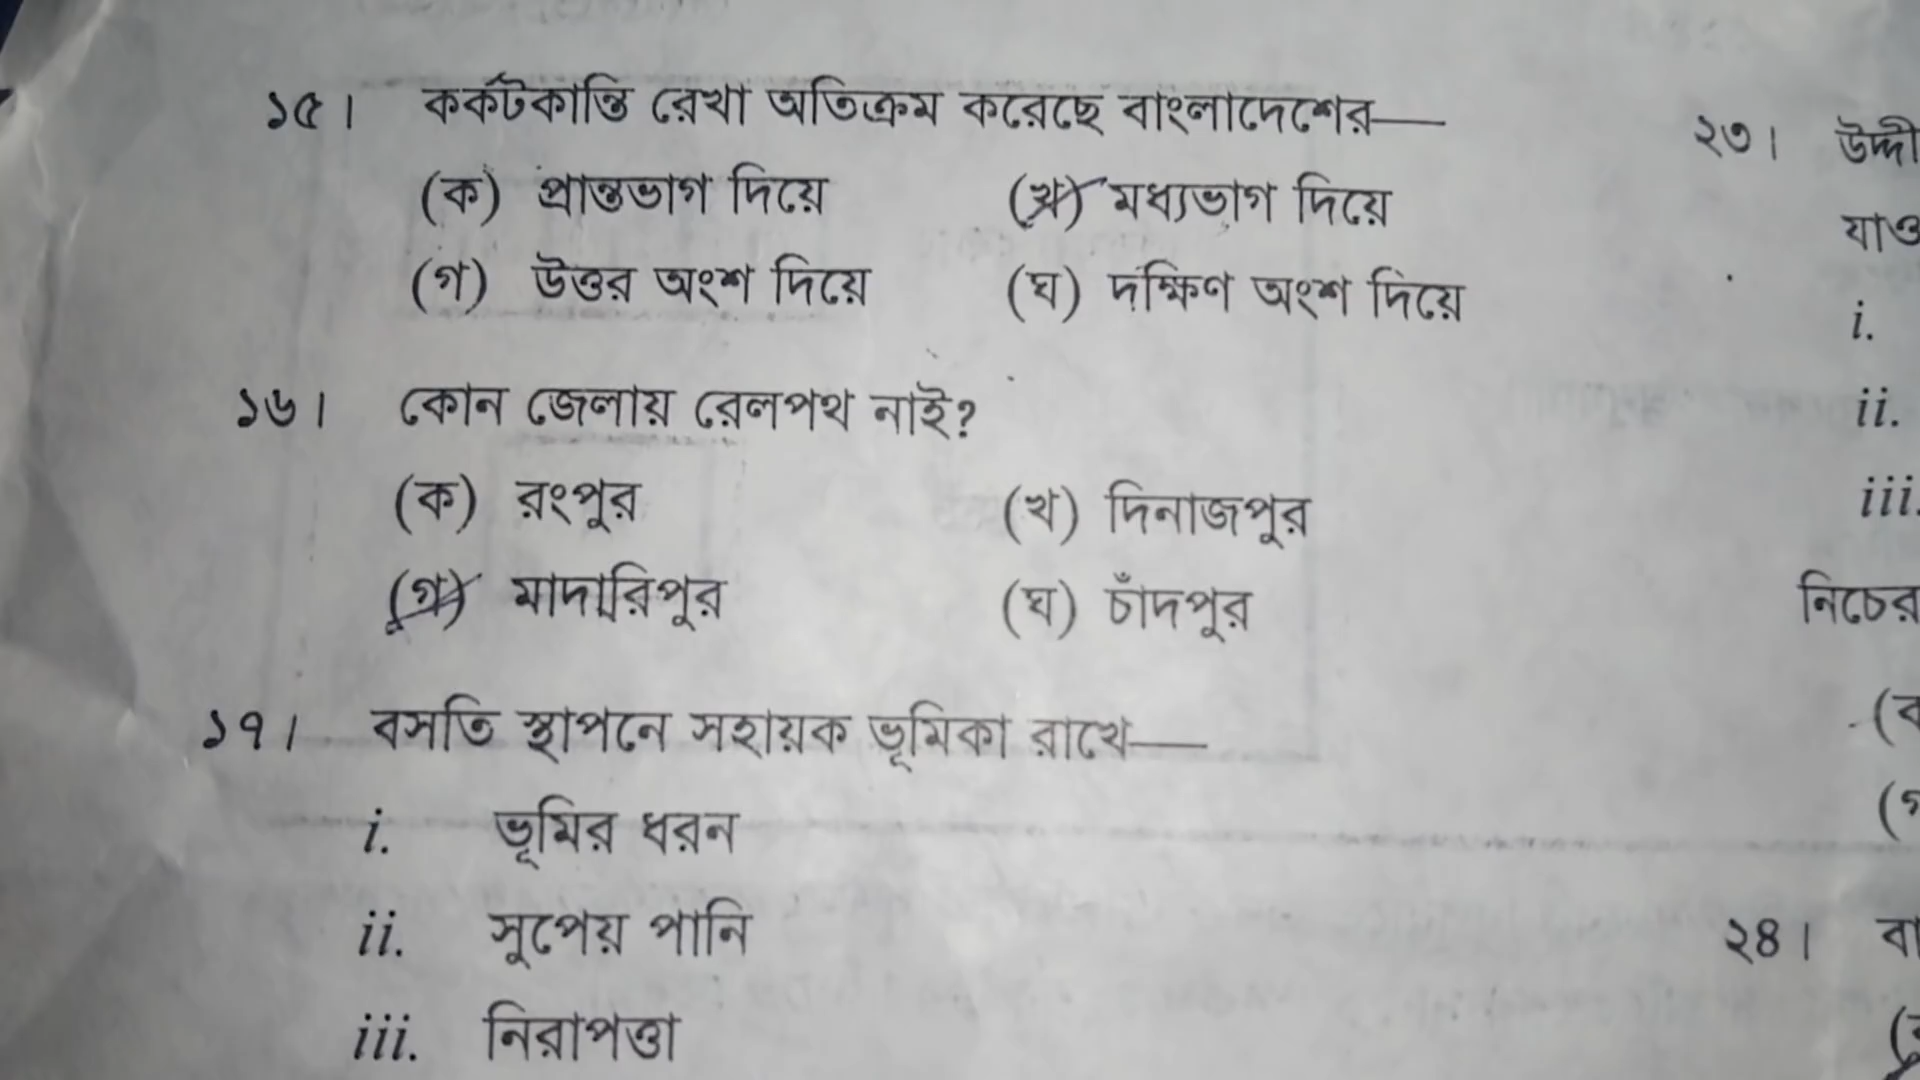 ১৫। কর্কটকান্তি রেখা অতিক্রম করেছে বাংলাদেশের—
(ক) প্রান্তভাগ দিয়ে (খ) মধ্যভাগ দিয়ে
(গ) উত্তর অংশ দিয়ে (ঘ) দক্ষিণ অংশ দিয়ে
১৬। কোন জেলায় রেলপথ নাই?
(ক) রংপুর (খ) দিনাজপুর
(গ) মাদারিপুর (ঘ) চাঁদপুর
১৭। বসতি স্থাপনে সহায়ক ভূমিকা রাখে—
i. ভূমির ধরন
ii. সুপেয় পানি
iii. নিরাপত্তা
২৩।
i.
ii.
iii.
নিচের
২৪।